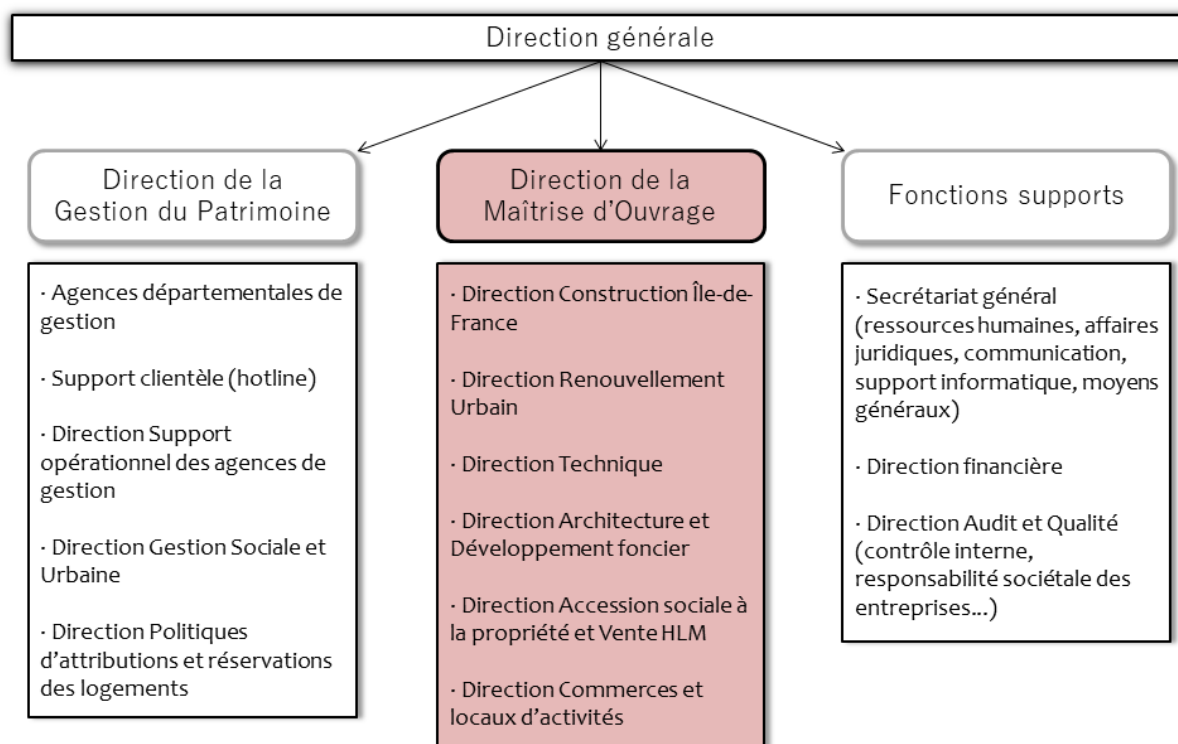 Direction générale
Direction de la
Gestion du Patrimoine
· Agences départementales de
gestion
· Support clientèle (hotline)
· Direction Support
opérationnel des agences de
gestion
· Direction Gestion Sociale et
Urbaine
· Direction Politiques
d'attributions et réservations
des logements
Direction de la
Maîtrise d'Ouvrage
· Direction Construction Île-de-
France
· Direction Renouvellement
Urbain
· Direction Technique
· Direction Architecture et
Développement foncier
· Direction Accession sociale à
la propriété et Vente HLM
· Direction Commerces et
locaux d'activités
Fonctions supports
· Secrétariat général
(ressources humaines, affaires
juridiques, communication,
support informatique, moyens
généraux)
· Direction financière
· Direction Audit et Qualité
(contrôle interne,
responsabilité sociétale des
entreprises...)